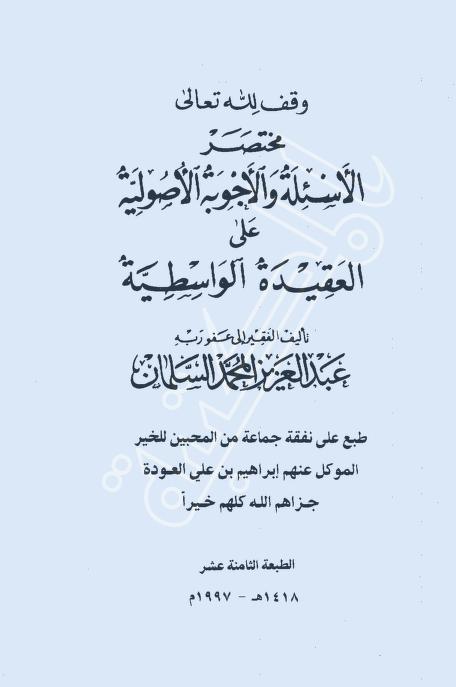 وقف لله تعالى
مختصر
الأسئلة والأجوبة الأصولية
على
العقيدة الواسطية
تأليف الفقير إلى عفو ربه
عبد العزيز المحمد السلمان
طبع على نفقة جماعة من المحبين للخير
الموكل عنهم إبراهيم بن علي العودة
جزاهم الله كلهم خيراً
الطبعة الثامنة عشر
١٤١٨هـ - ١٩٩٧م